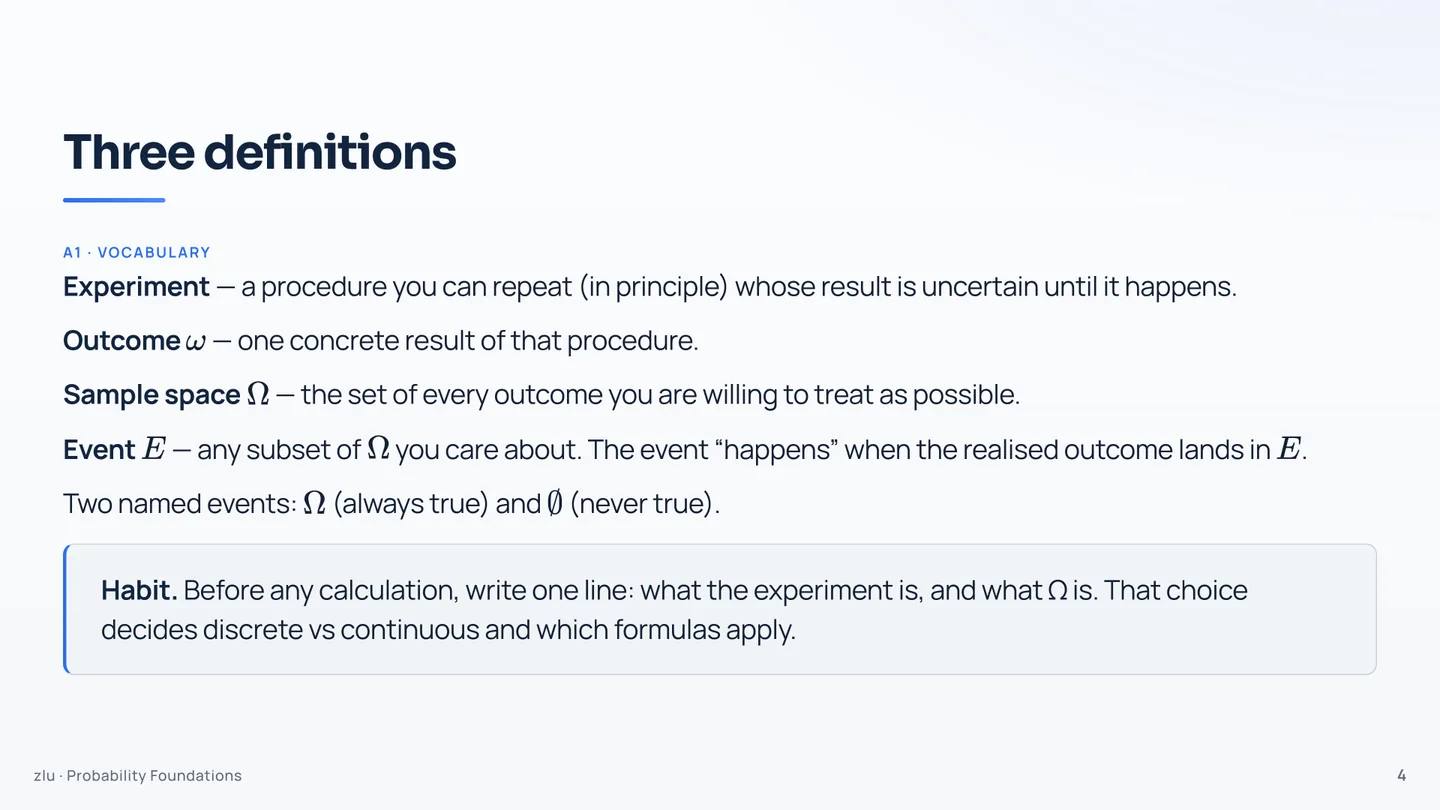 Three definitions
A1 · VOCABULARY
Experiment — a procedure you can repeat (in principle) whose result is uncertain until it happens.
Outcome ω — one concrete result of that procedure.
Sample space Ω — the set of every outcome you are willing to treat as possible.
Event E — any subset of Ω you care about. The event “happens” when the realised outcome lands in E.
Two named events: Ω (always true) and ∅ (never true).
Habit. Before any calculation, write one line: what the experiment is, and what Ω is. That choice
decides discrete vs continuous and which formulas apply.
zlu · Probability Foundations
4